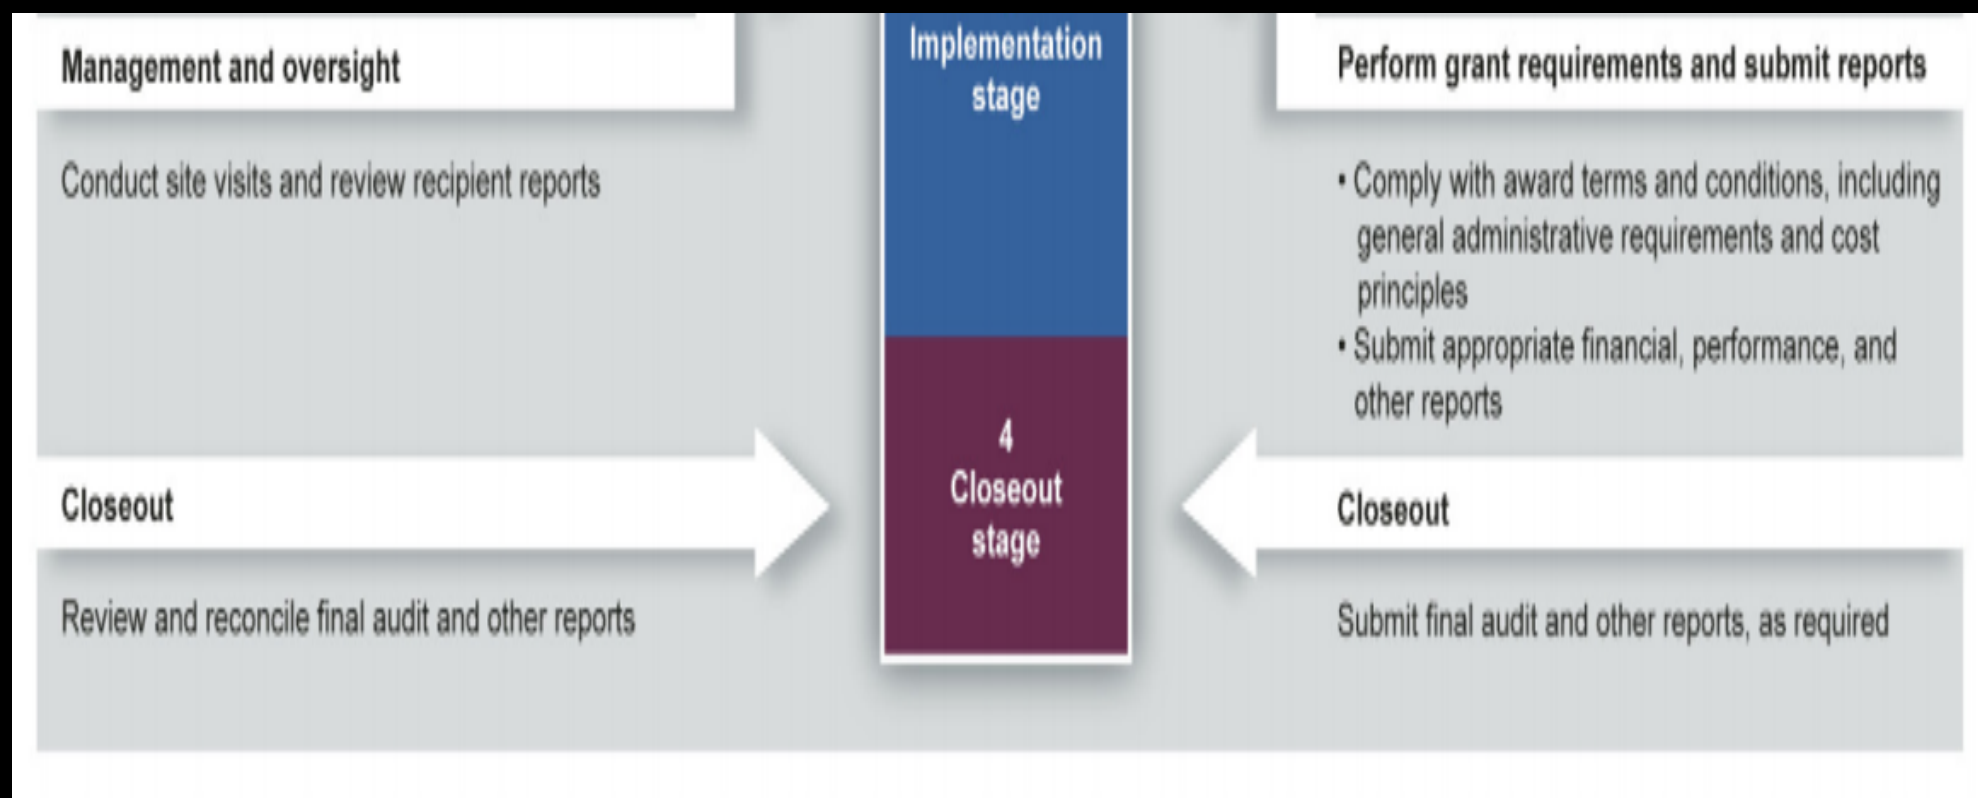 Management and oversight
Conduct site visits and review recipient reports
Closeout
Review and reconcile final audit and other reports
Implementation
stage
4
Closeout
stage
Perform grant requirements and submit reports
• Comply with award terms and conditions, including
general administrative requirements and cost
principles
• Submit appropriate financial, performance, and
other reports
Closeout
Submit final audit and other reports, as required